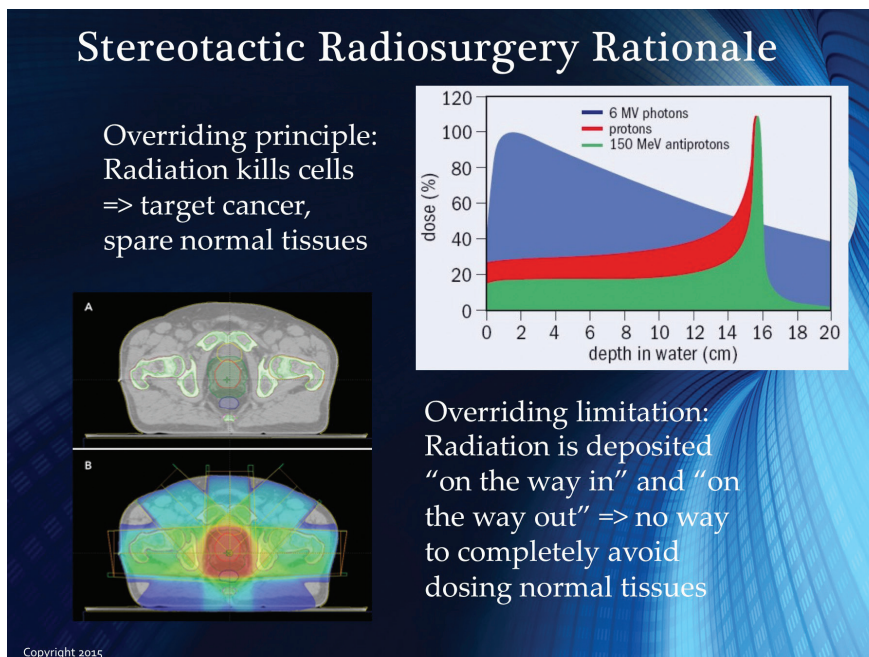 Stereotactic Radiosurgery Rationale
Overriding principle:
Radiation kills cells
=> target cancer,
spare normal tissues
120
100
80
60
40
20
0
dose (%)
6 MV photons
protons
150 MeV antiprotons
0 2 4 6 8 10 12 14 16 18 20
depth in water (cm)
A
B
Overriding limitation:
Radiation is deposited
“on the way in” and “on
the way out” => no way
to completely avoid
dosing normal tissues
Copyright 2015